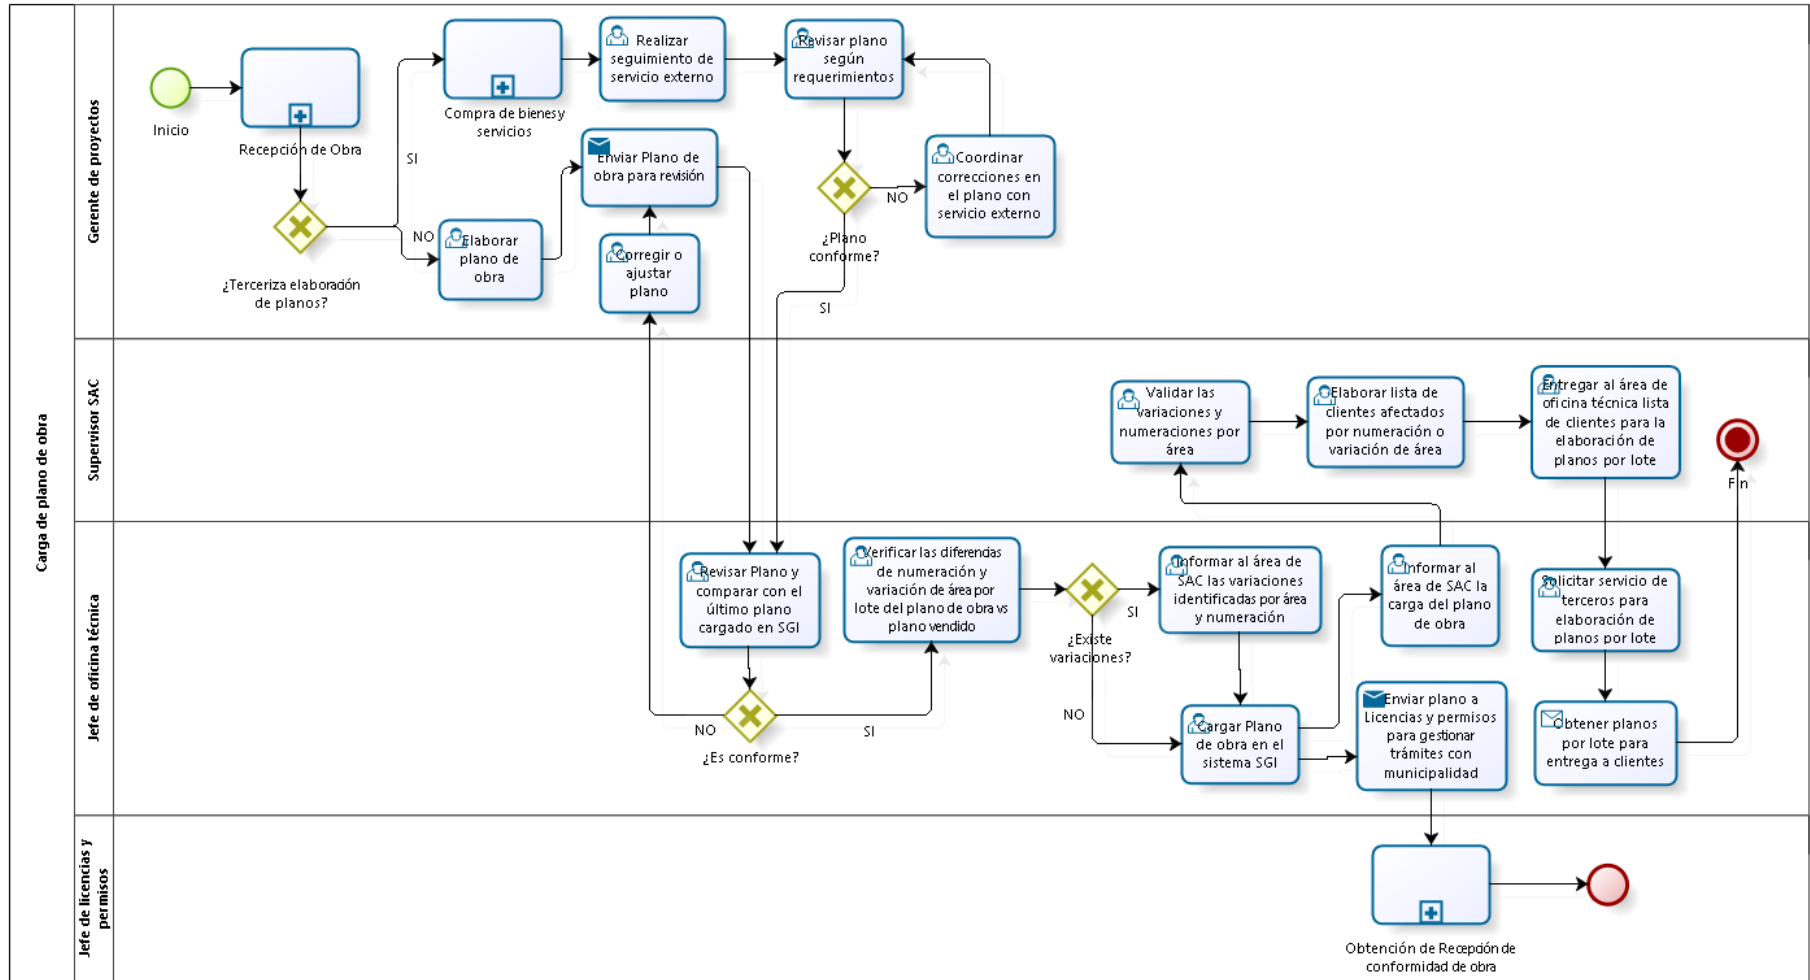 Carga de plano de obra
Gerente de proyectos
Inicio
Recepción de Obra
¿Terceriza elaboración
de planos?
SI
NO
Compra de bienes y
servicios
Realizar
seguimiento de
servicio externo
Revisar plano
según
requerimientos
Enviar Plano de
obra para revisión
Elaborar
plano de
obra
Corregir o
ajustar
plano
¿Plano
conforme?
NO
SI
Coordinar
correcciones en
el plano con
servicio externo
Supervisor SAC
Validar las
variaciones y
numeraciones por
área
Elaborar lista de
clientes afectados
por numeración o
variación de área
Entregar al área de
oficina técnica lista
de clientes para la
elaboración de
planos por lote
Fin
Jefe de oficina técnica
Revisar Plano y
comparar con el
último plano
cargado en SGI
¿Es conforme?
NO
SI
Verificar las diferencias
de numeración y
variación de área por
lote del plano de obra vs
plano vendido
¿Existe
variaciones?
SI
NO
Informar al área de
SAC las variaciones
identificadas por área
y numeración
Cargar Plano
de obra en el
sistema SGI
Informar al
área de SAC la
carga del plano
de obra
Enviar plano a
Licencias y permisos
para gestionar
trámites con
municipalidad
Solicitar servicio de
terceros para
elaboración de
planos por lote
Obtener planos
por lote para
entrega a clientes
Jefe de licencias y
permisos
Obtención de Recepción de
conformidad de obra